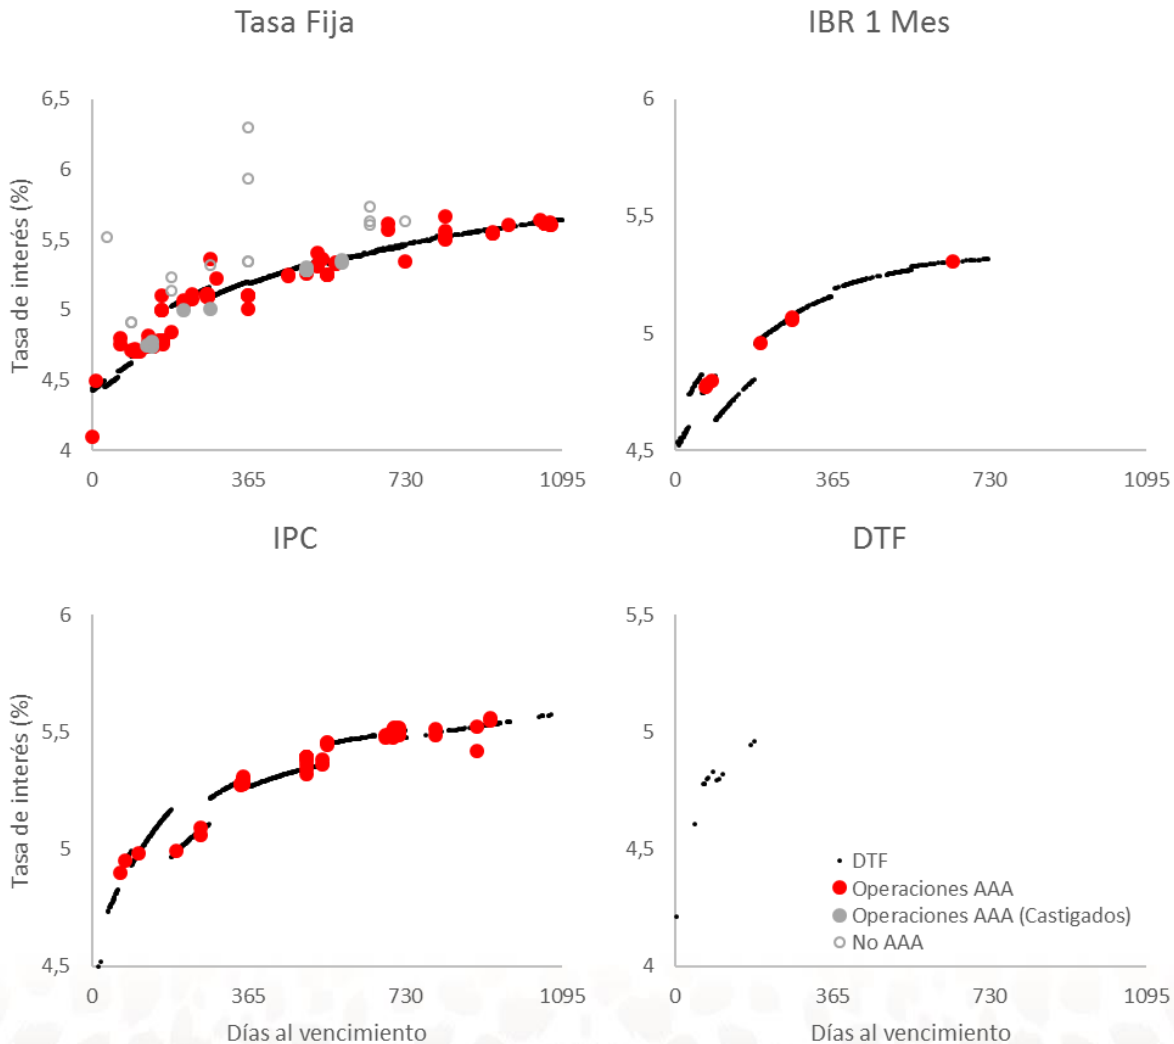 Tasa Fija
Tasa de interés (%)
6,5
6
5,5
5
4,5
4
0
365
730
1095
IBR 1 Mes
6
5,5
5
4,5
0
365
730
1095
IPC
Tasa de interés (%)
6
5,5
5
4,5
0
365
730
1095
Días al vencimiento
DTF
5,5
5
4,5
4
DTF
Operaciones AAA
Operaciones AAA (Castigados)
No AAA
0
365
730
1095
Días al vencimiento